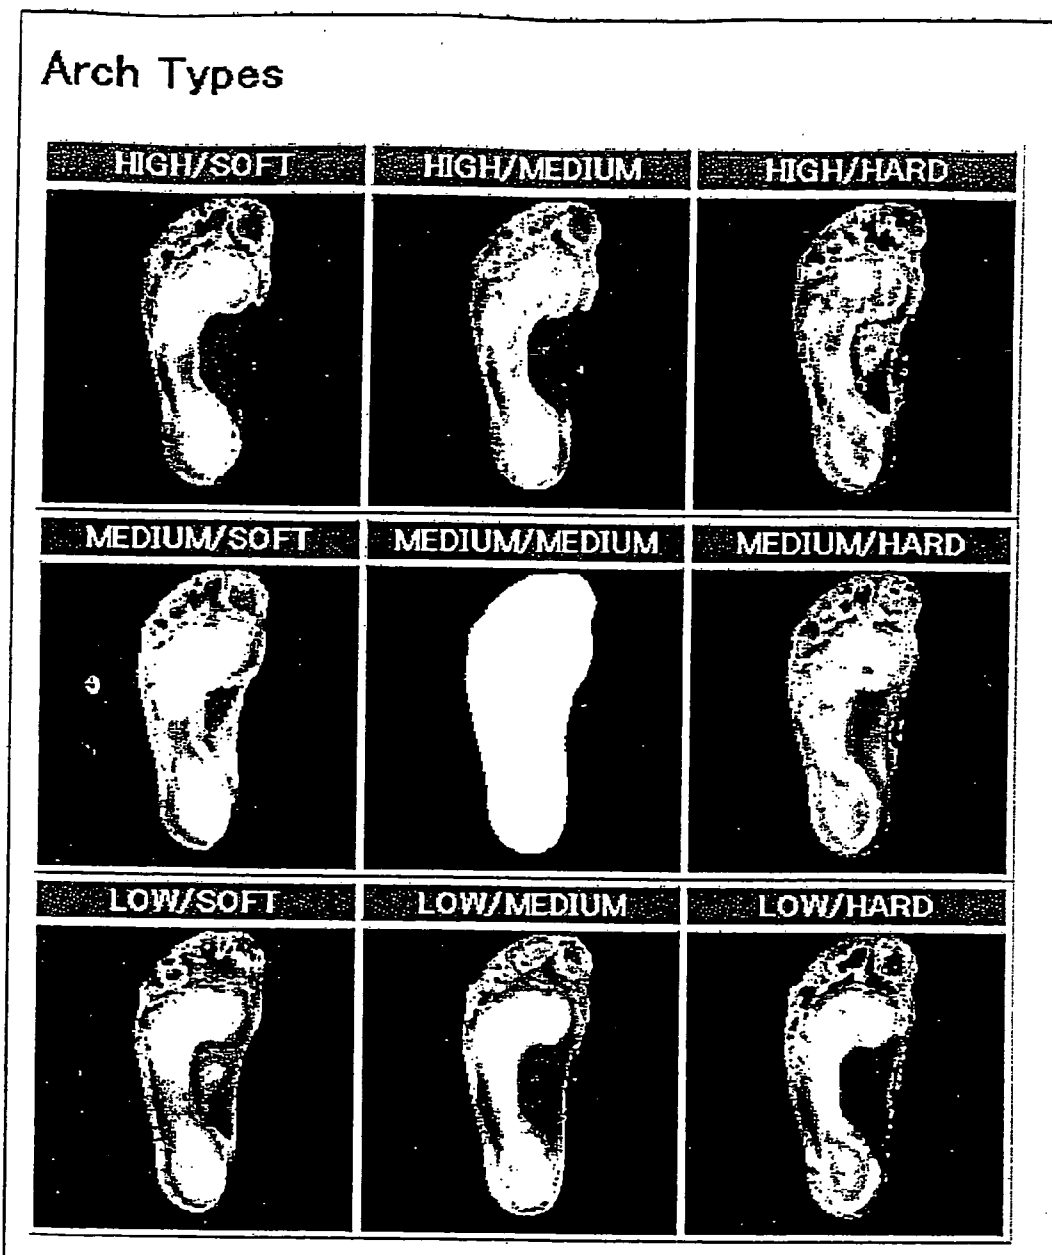 Arch Types
HIGH/SOFT HIGH/MEDIUM HIGH/HARD
MEDIUM/SOFT MEDIUM/MEDIUM MEDIUM/HARD
LOW/SOFT LOW/MEDIUM LOW/HARD